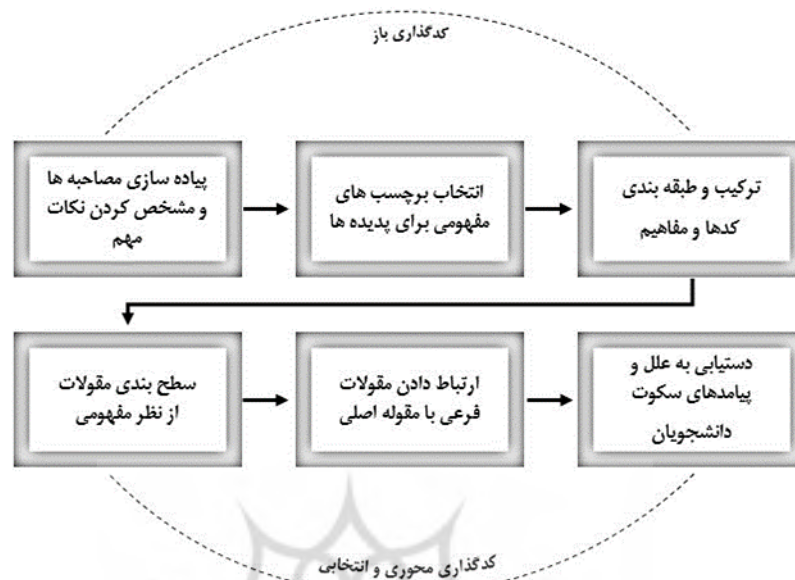 کدگذاری باز
پیاده سازی مصاحبه ها
و مشخص کردن نکات
مهم
انتخاب برچسب های
مفهومی برای پدیده ها
ترکیب و طبقه بندی
کدها و مفاهیم
سطح بندی مقولات
از نظر مفهومی
ارتباط دادن مقولات
فرعی با مقوله اصلی
دستیابی به علل و
پیامدهای سکوت
دانشجویان
کدگذاری محوری و انتخابی